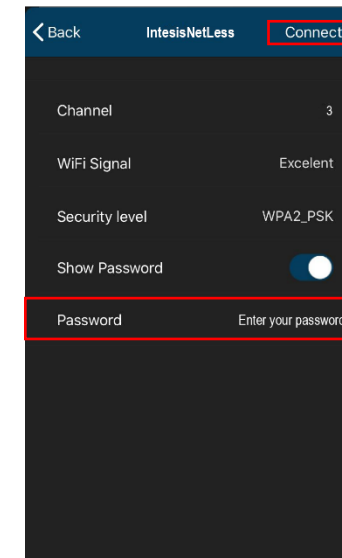 Back IntesisNetLess Connect
Channel 3
WiFi Signal Excelent
Security level WPA2_PSK
Show Password
Password Enter your password